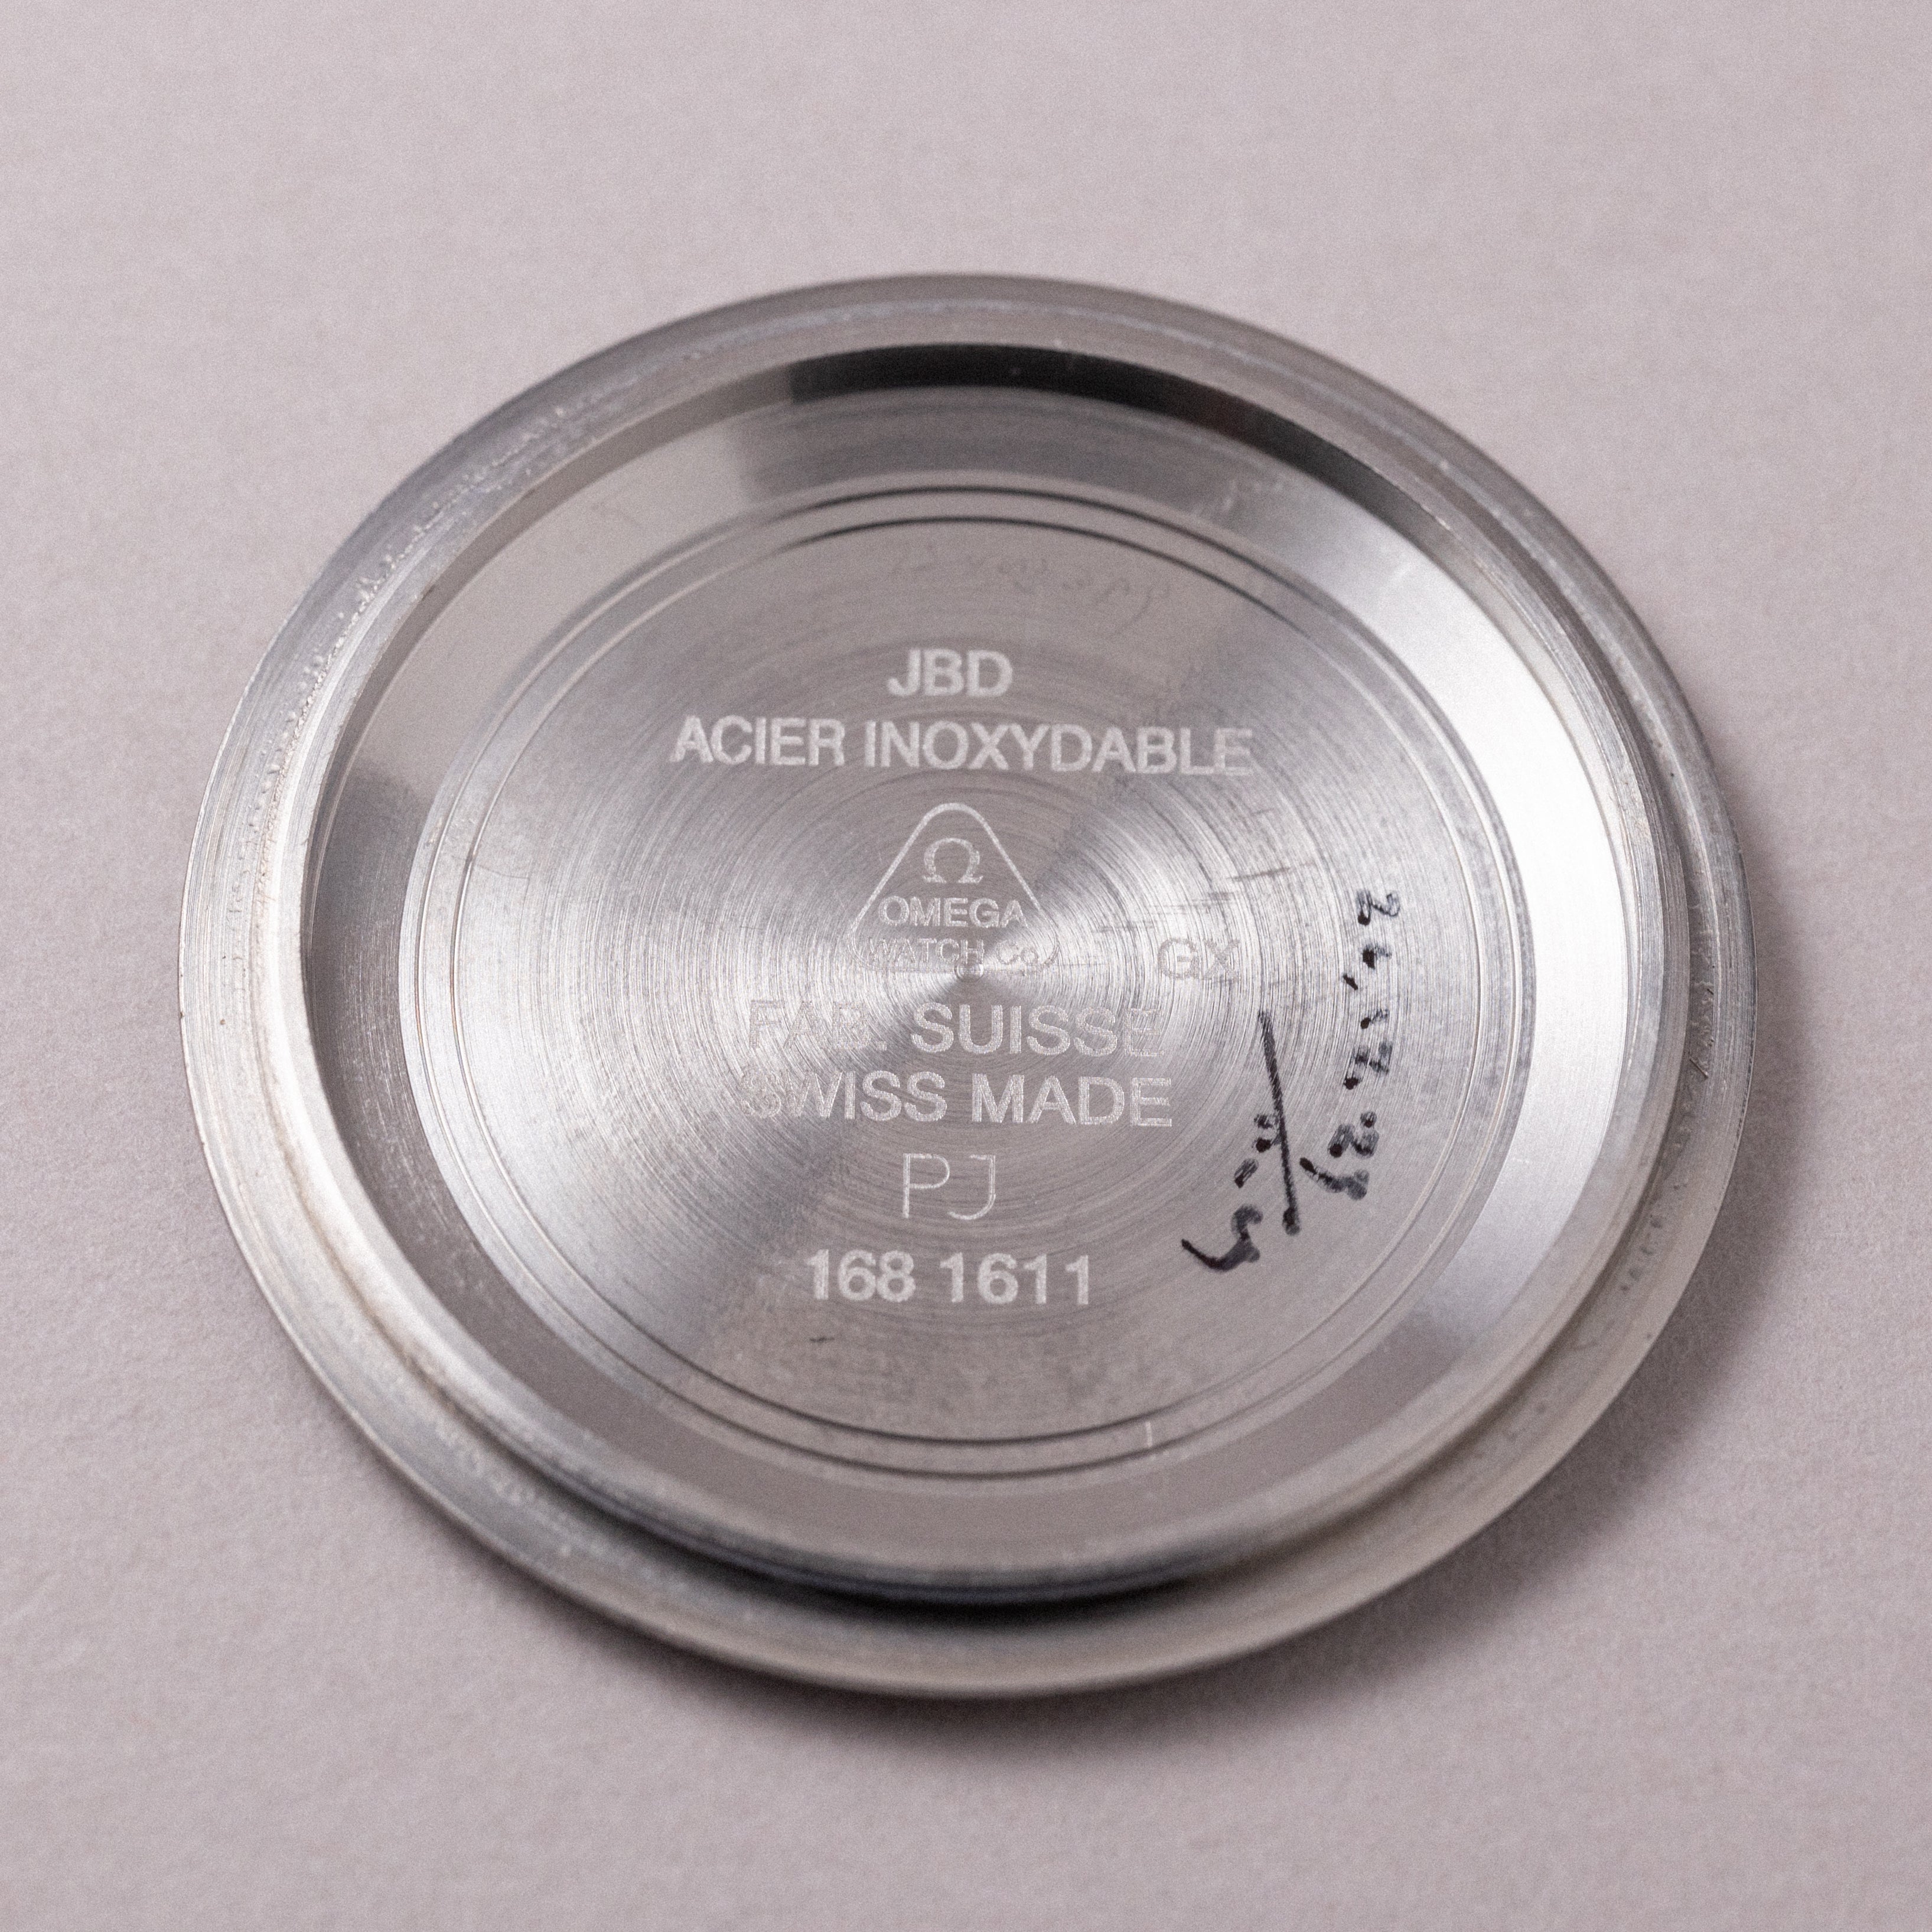 JBD
ACIER INOXYDABLE
Ω
OMEGA
WATCH Co
GX
FAB. SUISSE
SWISS MADE
PJ
168 1611